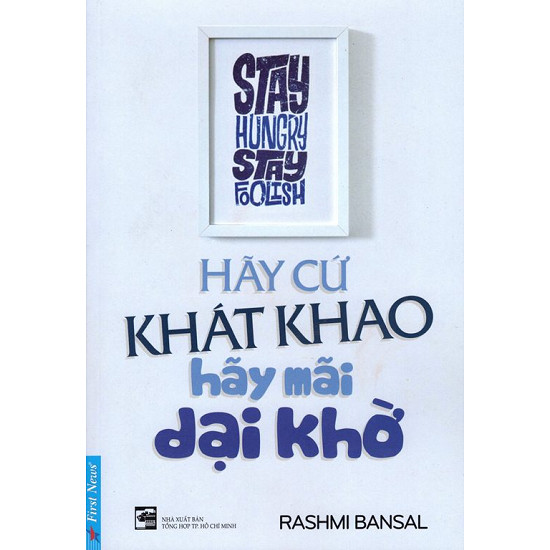 STAY
HUNGRY
STAY
FOOLISH
HÃY CỨ
KHÁT KHAO
hãy mãi
dại khờ
First News
NHÀ XUẤT BẢN
TỔNG HỢP TP. HỒ CHÍ MINH
RASHMI BANSAL